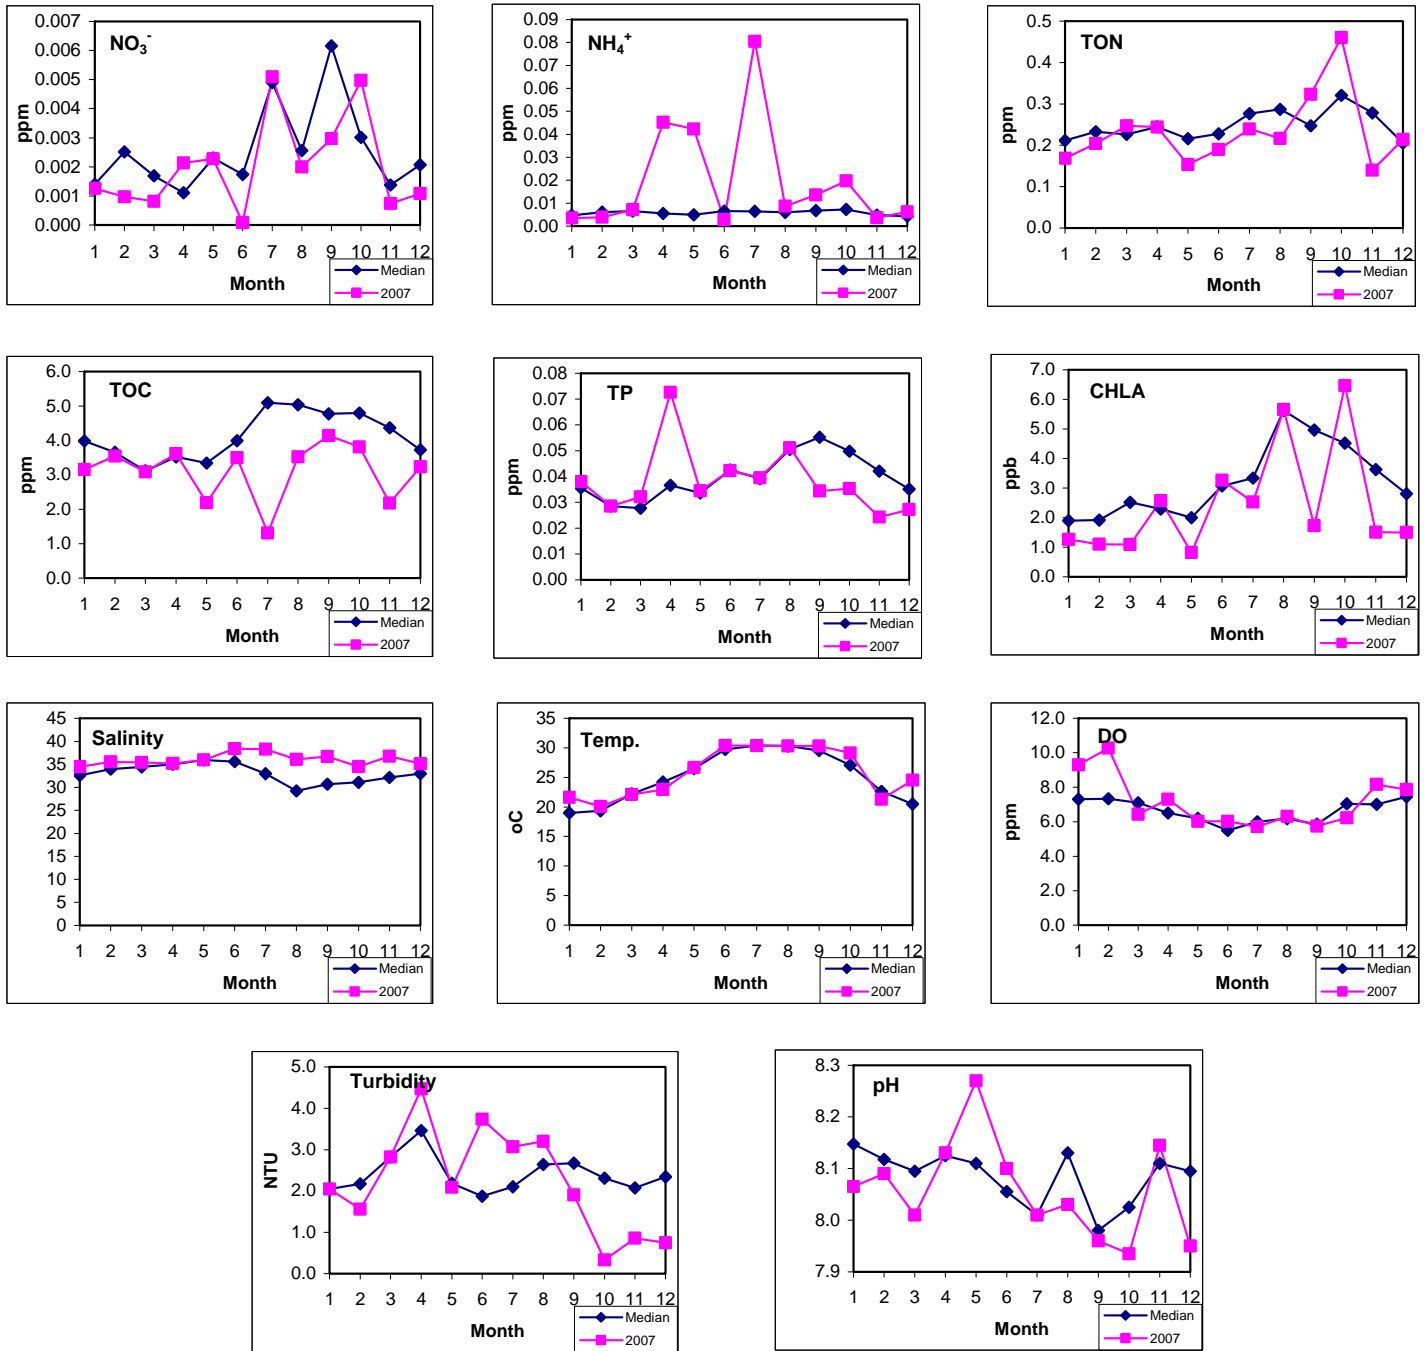 NO3-
0.007
0.006
0.005
0.004
0.003
0.002
0.001
0.000
ppm
1 2 3 4 5 6 7 8 9 10 11 12
Month
Median
2007
NH4+
0.09
0.08
0.07
0.06
0.05
0.04
0.03
0.02
0.01
0.00
ppm
1 2 3 4 5 6 7 8 9 10 11 12
Month
Median
2007
TON
0.5
0.4
0.3
0.2
0.1
0.0
ppm
1 2 3 4 5 6 7 8 9 10 11 12
Month
Median
2007
TOC
6.0
5.0
4.0
3.0
2.0
1.0
0.0
ppm
1 2 3 4 5 6 7 8 9 10 11 12
Month
Median
2007
TP
0.08
0.07
0.06
0.05
0.04
0.03
0.02
0.01
0.00
ppm
1 2 3 4 5 6 7 8 9 10 11 12
Month
Median
2007
CHLA
7.0
6.0
5.0
4.0
3.0
2.0
1.0
0.0
ppb
1 2 3 4 5 6 7 8 9 10 11 12
Month
Median
2007
Salinity
45
40
35
30
25
20
15
10
5
0
1 2 3 4 5 6 7 8 9 10 11 12
Month
Median
2007
Temp.
35
30
25
20
15
10
5
0
oC
1 2 3 4 5 6 7 8 9 10 11 12
Month
Median
2007
DO
12.0
10.0
8.0
6.0
4.0
2.0
0.0
ppm
1 2 3 4 5 6 7 8 9 10 11 12
Month
Median
2007
Turbidity
5.0
4.0
3.0
2.0
1.0
0.0
NTU
1 2 3 4 5 6 7 8 9 10 11 12
Month
Median
2007
pH
8.3
8.2
8.1
8.0
7.9
1 2 3 4 5 6 7 8 9 10 11 12
Month
Median
2007